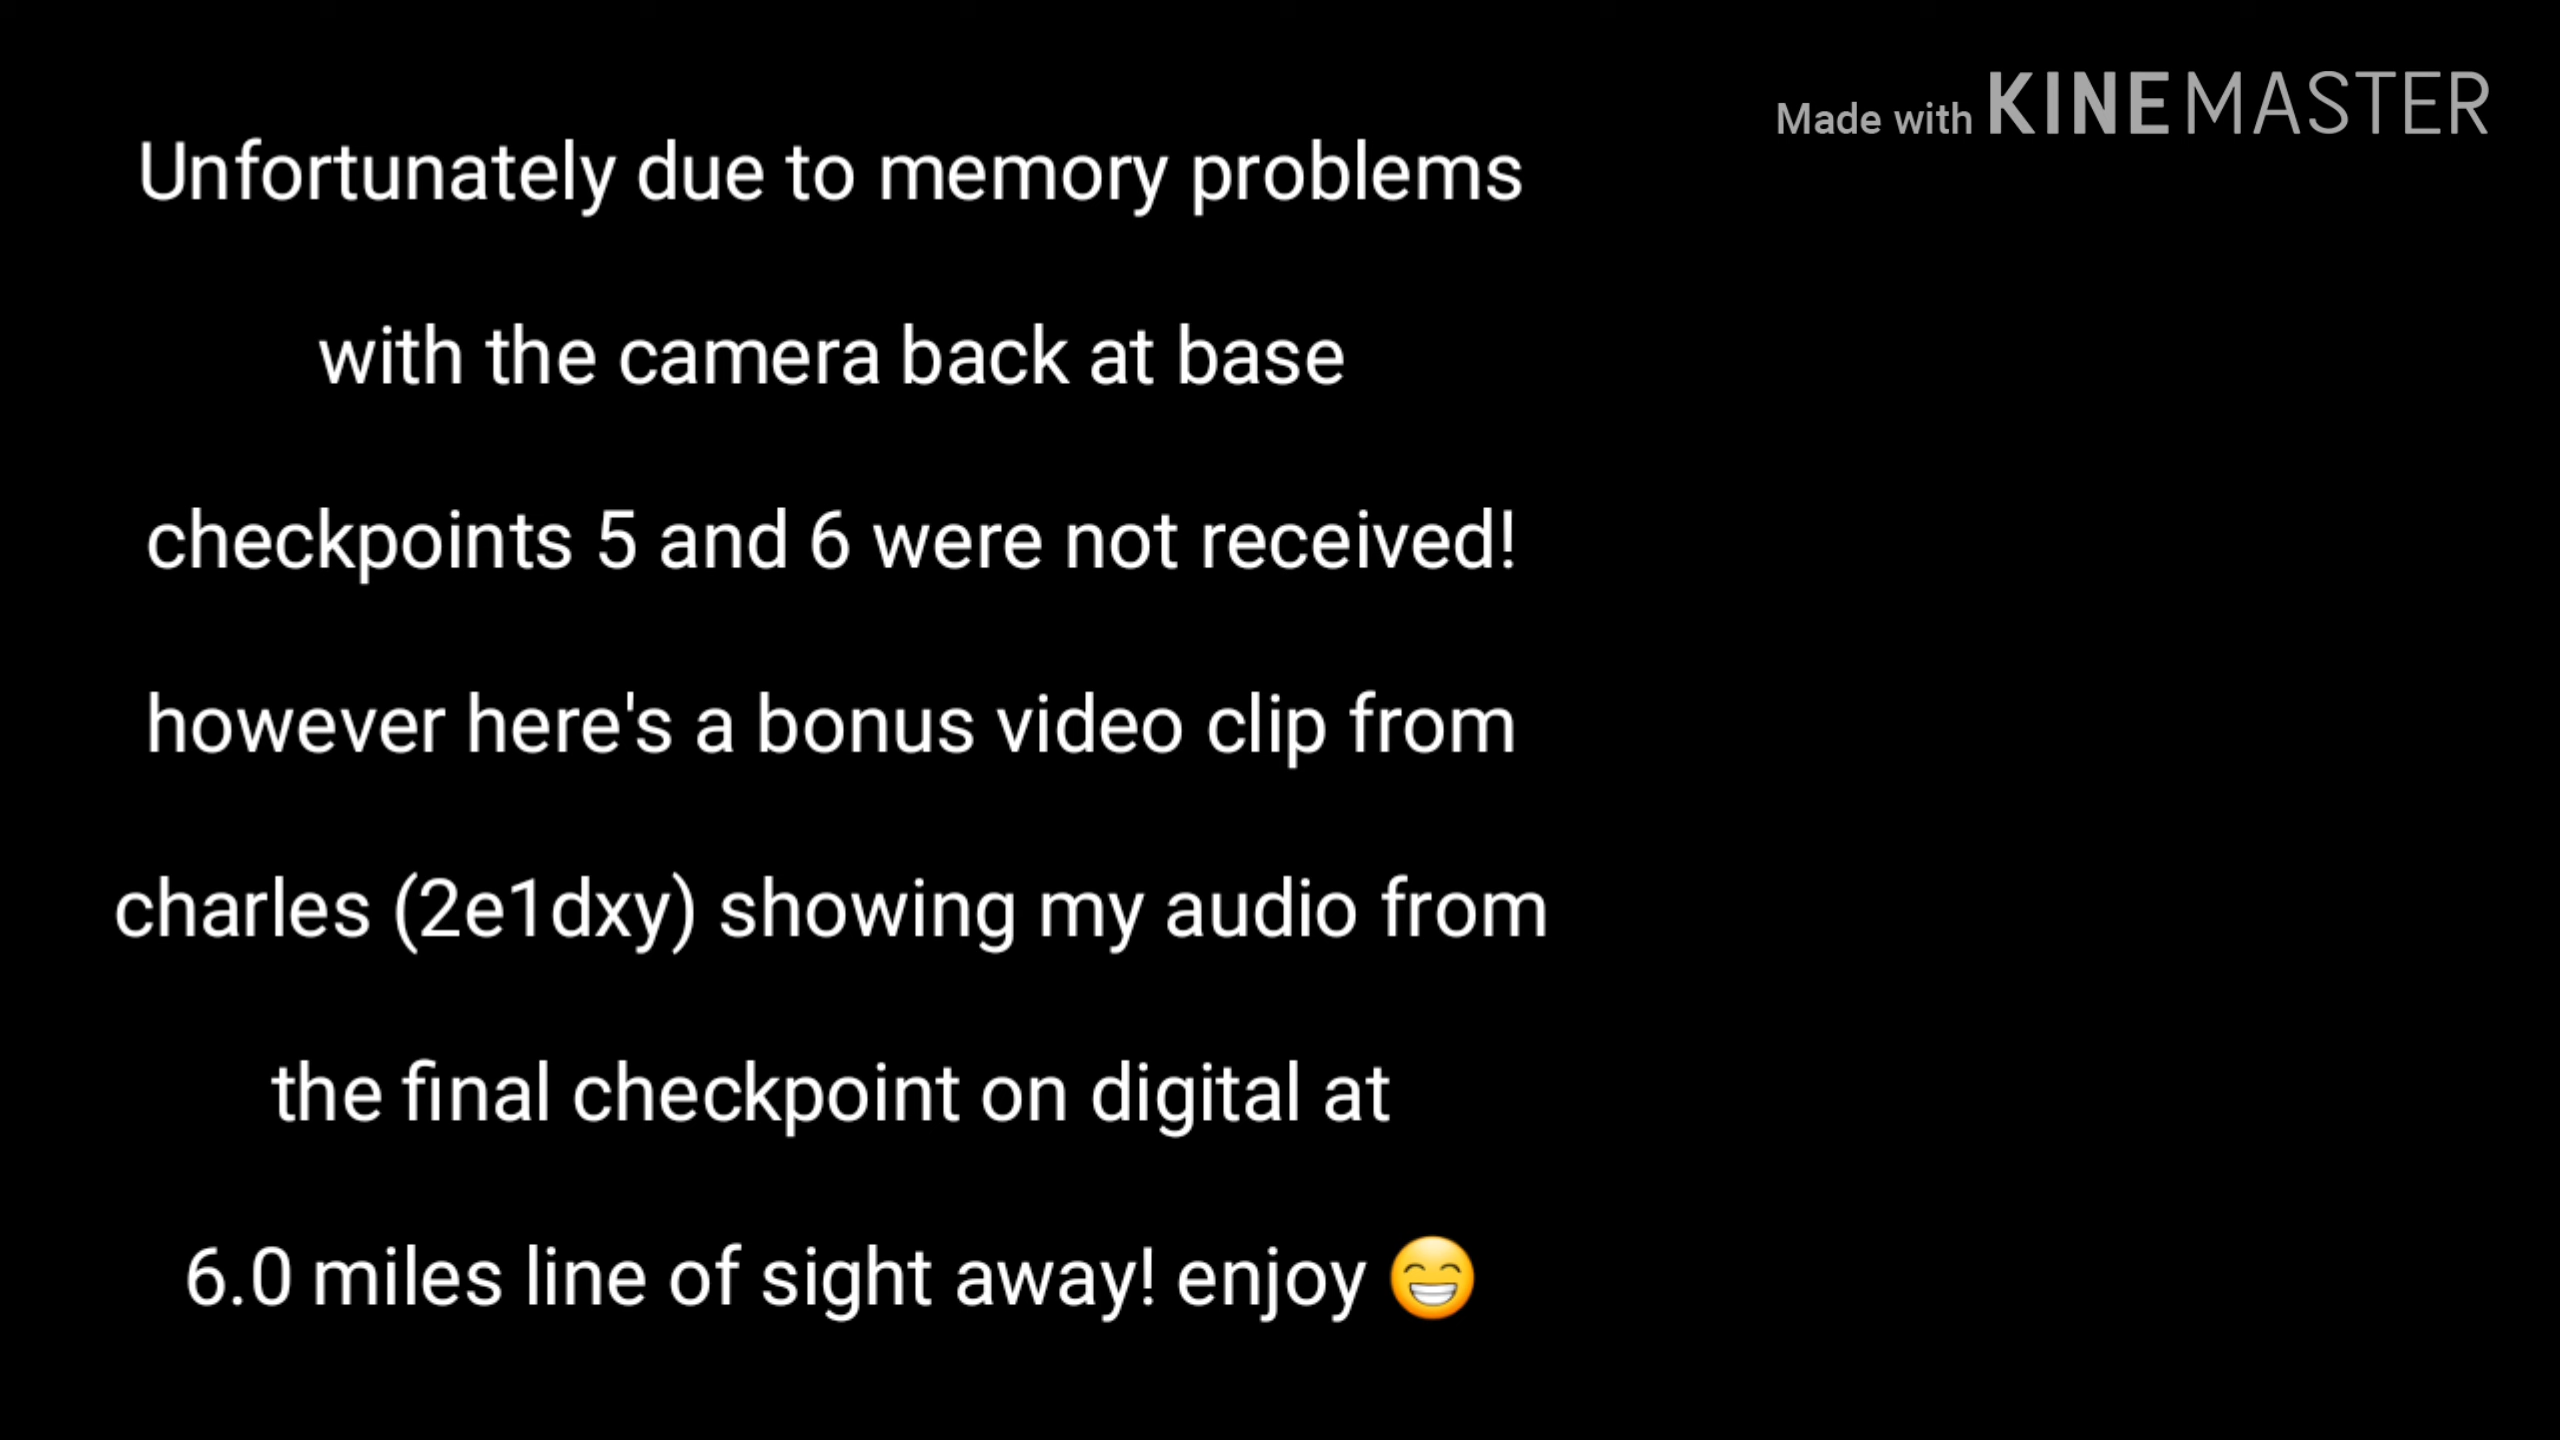 Made with KINEMASTER
Unfortunately due to memory problems
with the camera back at base
checkpoints 5 and 6 were not received!
however here's a bonus video clip from
charles (2e1dxy) showing my audio from
the final checkpoint on digital at
6.0 miles line of sight away! enjoy 😁